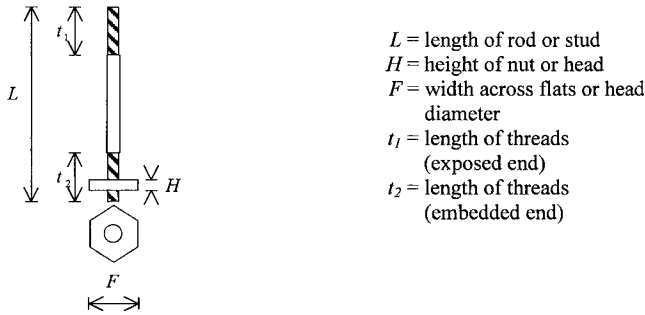 t1
L
t2
H
F
L = length of rod or stud
H = height of nut or head
F = width across flats or head
diameter
t1 = length of threads
(exposed end)
t2 = length of threads
(embedded end)